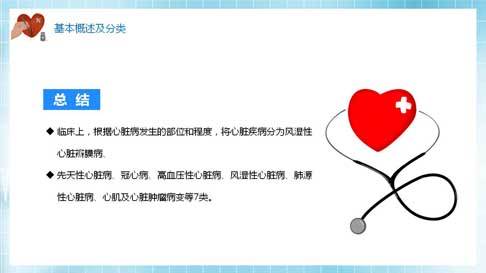 基本概述及分类
总 结
◆ 临床上，根据心脏病发生的部位和程度，将心脏疾病分为风湿性
心脏瓣膜病、
◆ 先天性心脏病、冠心病、高血压性心脏病、风湿性心脏病、肺源
性心脏病、心肌及心脏肿瘤病变等7类。